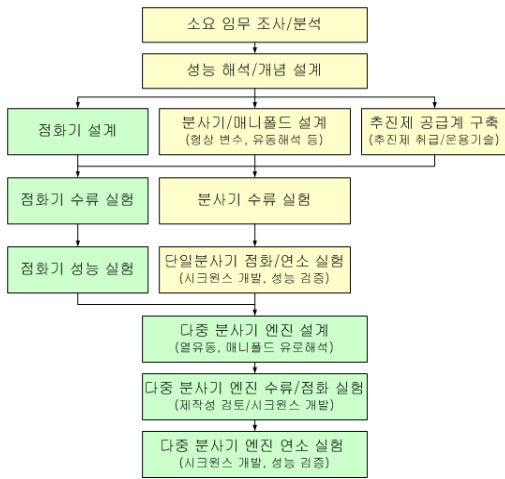 소요 임무 조사/분석
성능 해석/개념 설계
점화기 설계
분사기/매니폴드 설계
(형상 변수, 유동해석 등)
추진제 공급계 구축
(추진제 취급/운용기술)
점화기 수류 실험
분사기 수류 실험
점화기 성능 실험
단일분사기 점화/연소 실험
(시크원스 개발, 성능 검증)
다중 분사기 엔진 설계
(열유동, 매니폴드 유로해석)
다중 분사기 엔진 수류/점화 실험
(제작성 검토/시크원스 개발)
다중 분사기 엔진 연소 실험
(시크원스 개발, 성능 검증)